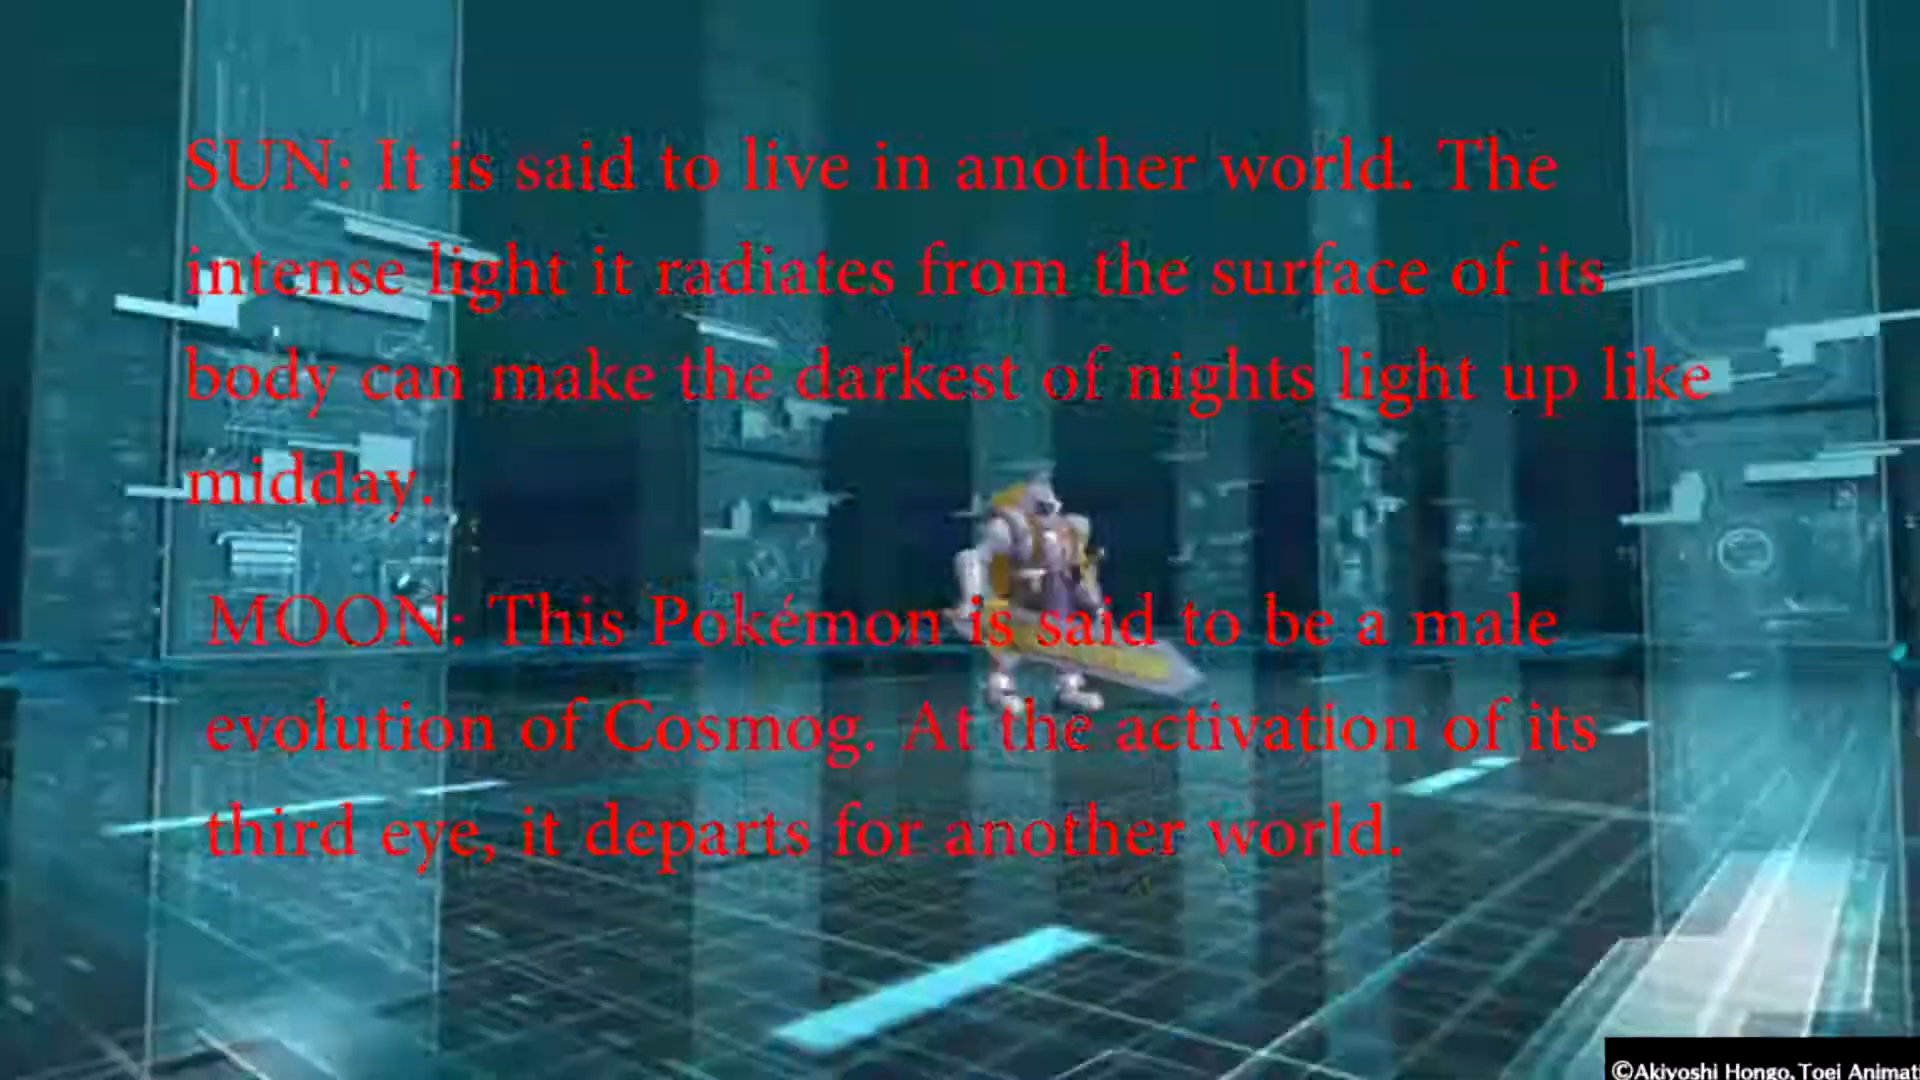 SUN: It is said to live in another world. The
intense light it radiates from the surface of its
body can make the darkest of nights light up like
midday.
MOON: This Pokémon is said to be a male
evolution of Cosmog. At the activation of its
third eye, it departs for another world.
©Akiyoshi Hongo, Toei Animat